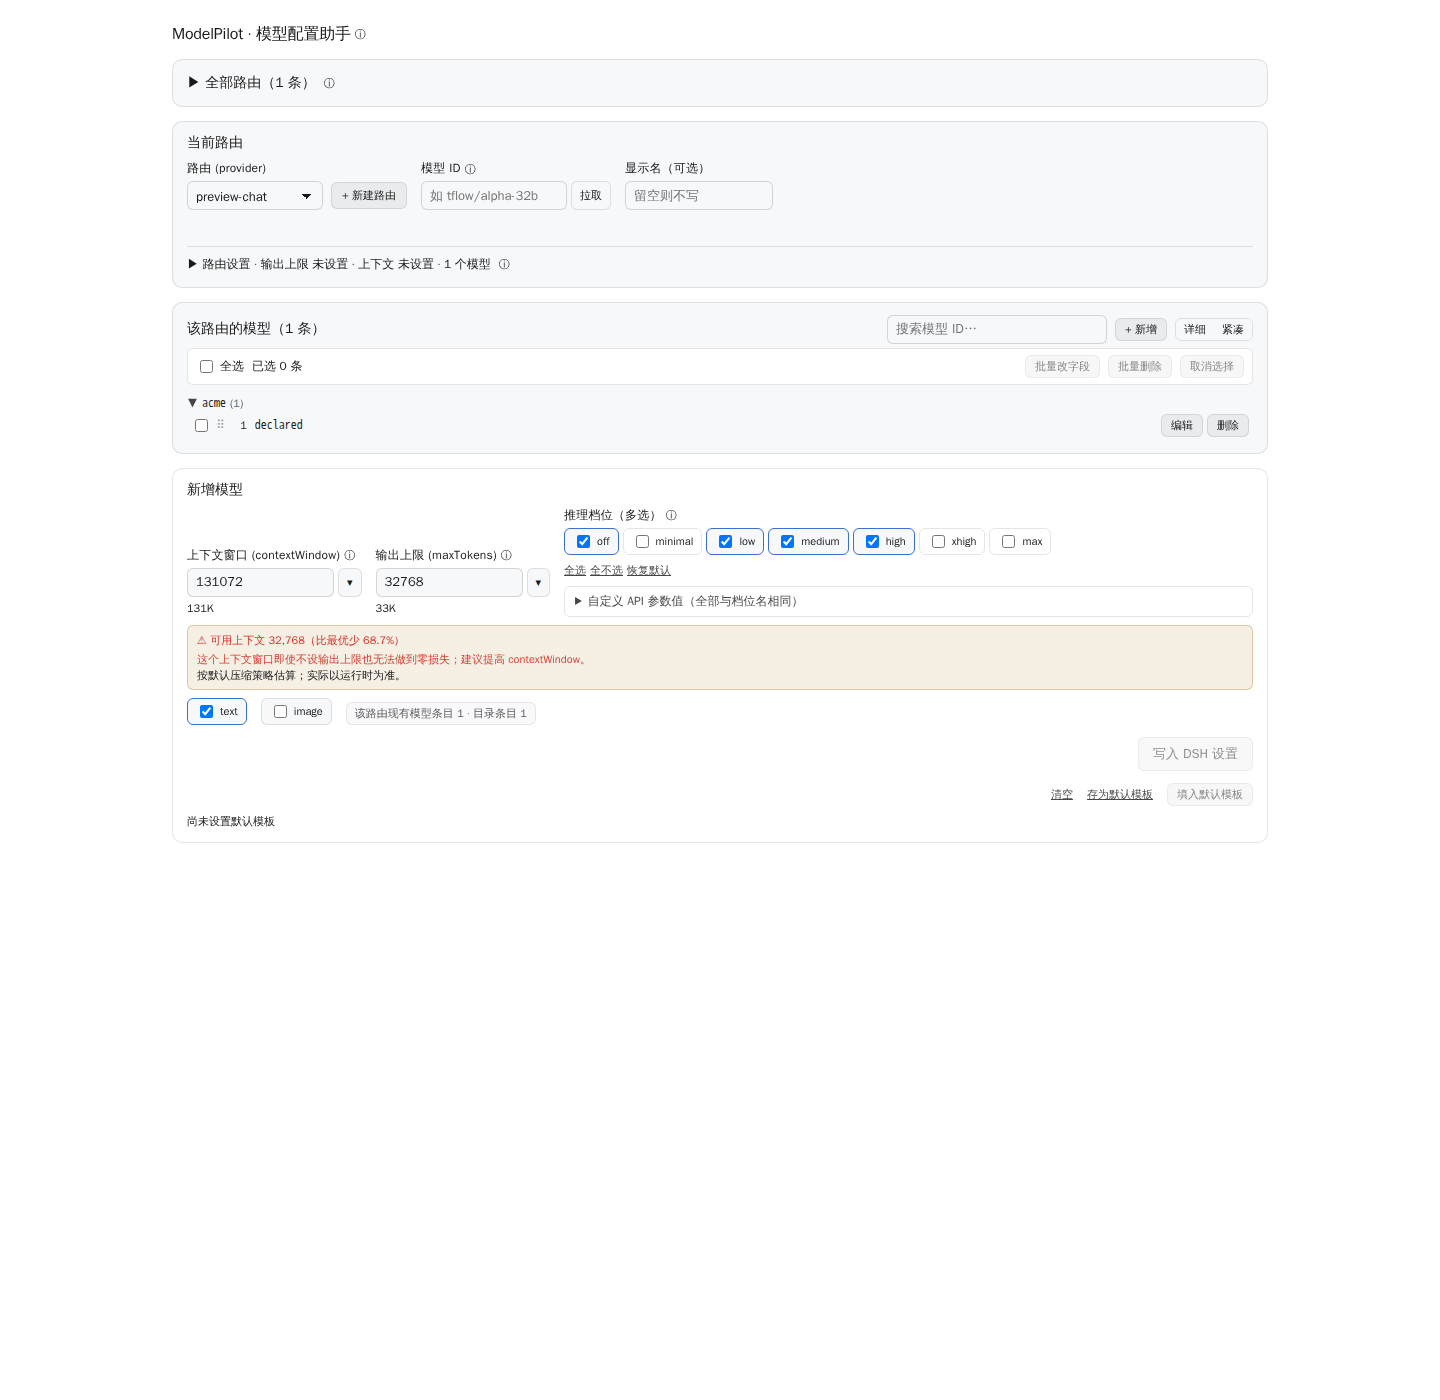 ModelPilot · 模型配置助手 ⓘ
▶ 全部路由（1 条） ⓘ
当前路由
路由 (provider)
preview-chat
+ 新建路由
模型 ID ⓘ
如 tflow/alpha-32b
拉取
显示名（可选）
留空则不写
▶ 路由设置 · 输出上限 未设置 · 上下文 未设置 · 1 个模型 ⓘ
该路由的模型（1 条）
搜索模型 ID…
+ 新增
详细 紧凑
全选 已选 0 条
批量改字段 批量删除 取消选择
▼ acme (1)
⠿ 1 declared
编辑 删除
新增模型
上下文窗口 (contextWindow) ⓘ
131072 ▾
131K
输出上限 (maxTokens) ⓘ
32768 ▾
33K
推理档位（多选） ⓘ
off minimal low medium high xhigh max
全选 全不选 恢复默认
▶ 自定义 API 参数值（全部与档位名相同）
⚠ 可用上下文 32,768（比最优少 68.7%）
这个上下文窗口即使不设输出上限也无法做到零损失；建议提高 contextWindow。
按默认压缩策略估算；实际以运行时为准。
text image 该路由现有模型条目 1 · 目录条目 1
写入 DSH 设置
清空 存为默认模板 填入默认模板
尚未设置默认模板